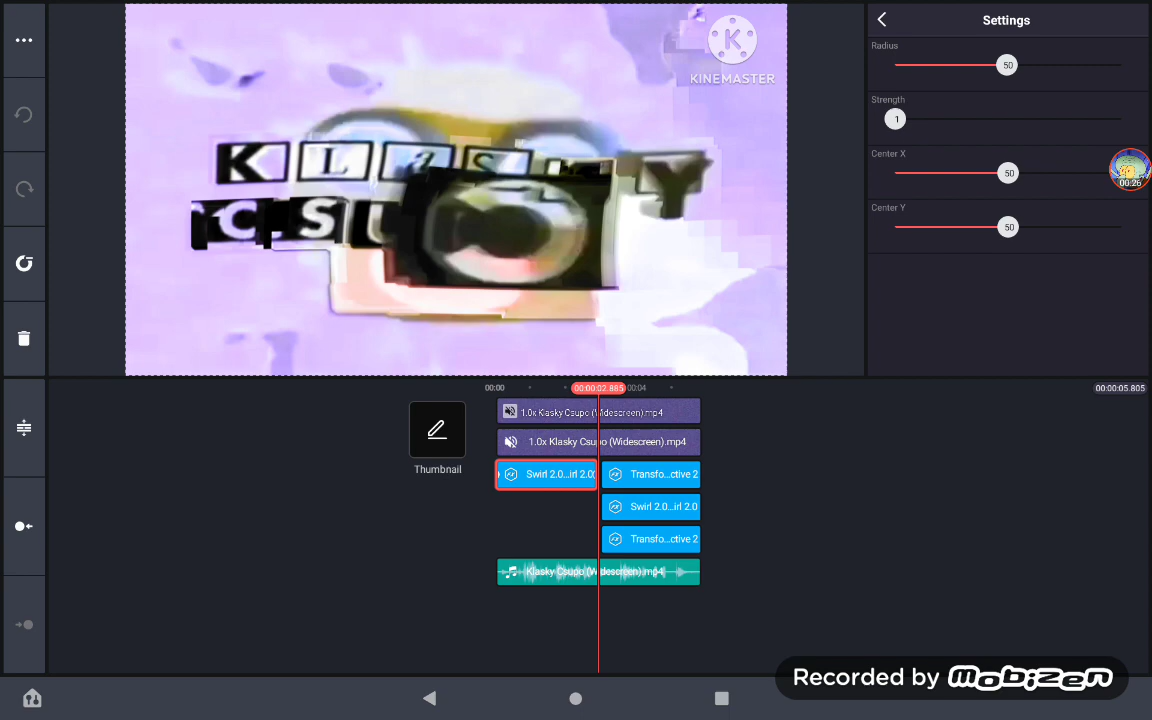 Settings
Radius
50
Strength
1
Center X
50
00:26
Center Y
50
K
KINEMASTER
KLASKY
CSU
00:00
00:00:02.885
00:04
00:00:05.805
1.0x Klasky Csupo (Widescreen).mp4
1.0x Klasky Csupo (Widescreen).mp4
Thumbnail
Swirl 2.0...irl 2.0
Transfo...ctive 2
Swirl 2.0...irl 2.0
Transfo...ctive 2
Klasky Csupo (Widescreen).mp4
Recorded by mobizen